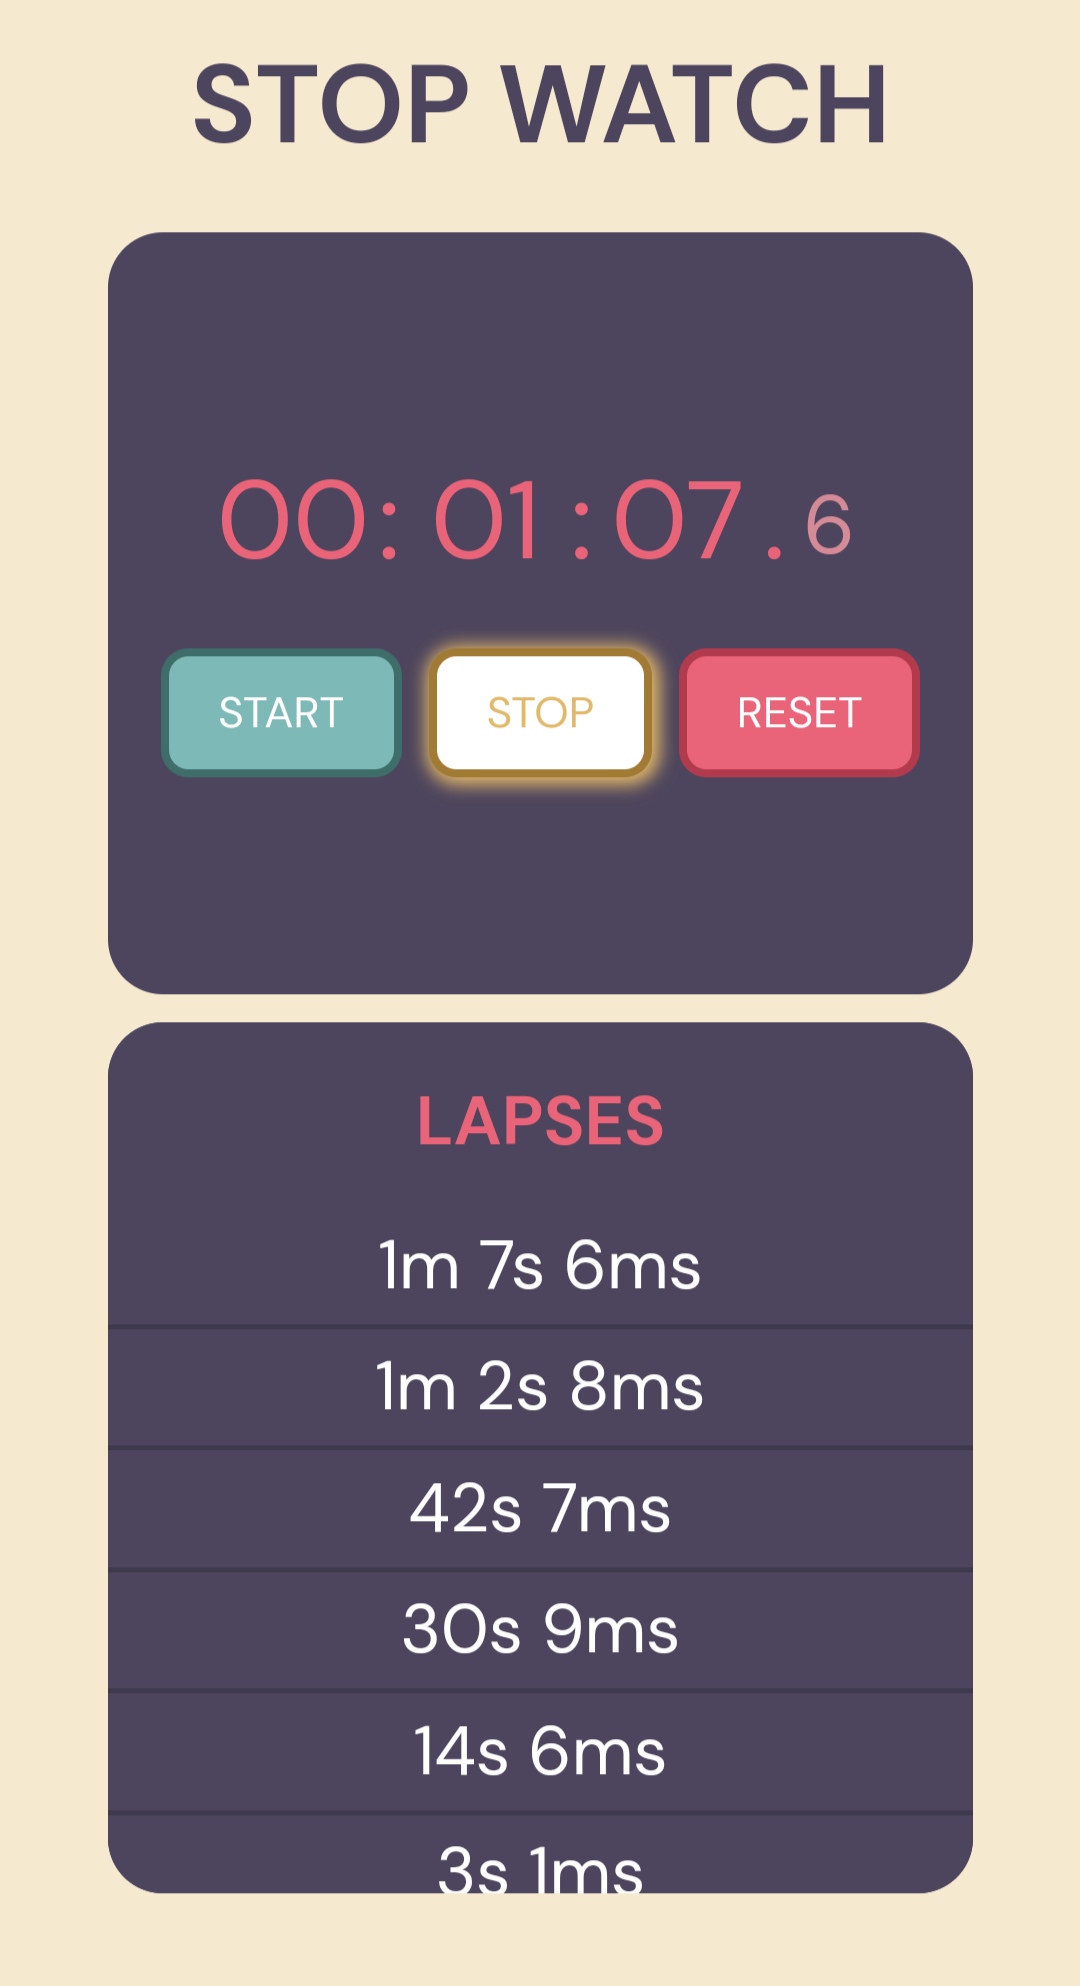 STOP WATCH
00: 01 : 07 . 6
START STOP RESET
LAPSES
1m 7s 6ms
1m 2s 8ms
42s 7ms
30s 9ms
14s 6ms
3s 1ms